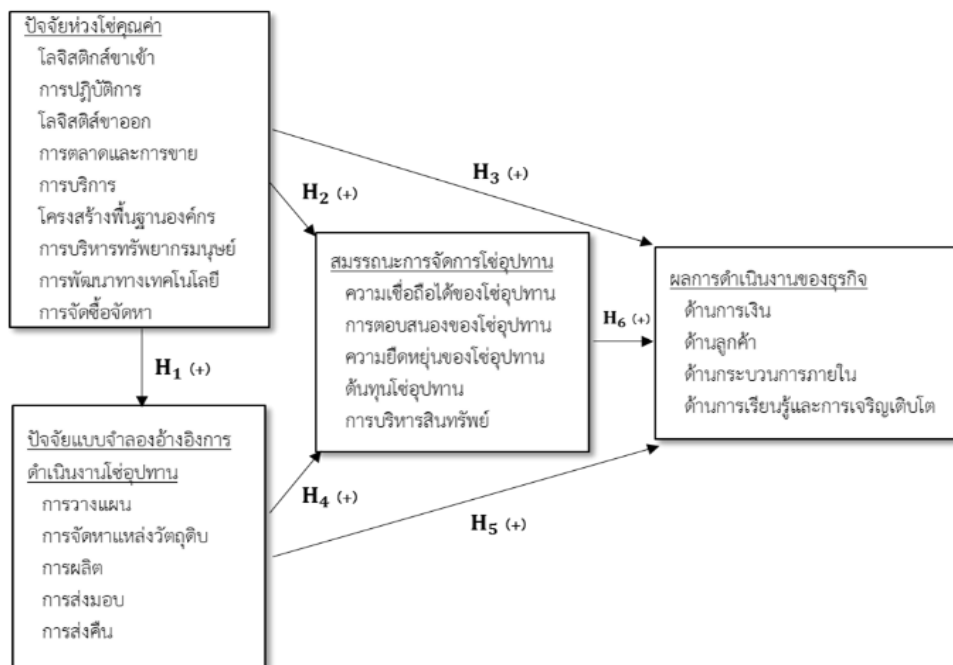 ปัจจัยห่วงโซ่คุณค่า
โลจิสติกส์ขาเข้า
การปฏิบัติการ
โลจิสติส์ขาออก
การตลาดและการขาย
การบริการ
โครงสร้างพื้นฐานองค์กร
การบริหารทรัพยากรมนุษย์
การพัฒนาทางเทคโนโลยี
การจัดซื้อจัดหา
H₃ (+)
H₂ (+)
สมรรถนะการจัดการโซ่อุปทาน
ความเชื่อถือได้ของโซ่อุปทาน
การตอบสนองของโซ่อุปทาน
ความยืดหยุ่นของโซ่อุปทาน
ต้นทุนโซ่อุปทาน
การบริหารสินทรัพย์
H₆ (+)
ผลการดำเนินงานของธุรกิจ
ด้านการเงิน
ด้านลูกค้า
ด้านกระบวนการภายใน
ด้านการเรียนรู้และการเจริญเติบโต
H₁ (+)
ปัจจัยแบบจำลองอ้างอิงการ
ดำเนินงานโซ่อุปทาน
การวางแผน
การจัดหาแหล่งวัตถุดิบ
การผลิต
การส่งมอบ
การส่งคืน
H₄ (+)
H₅ (+)